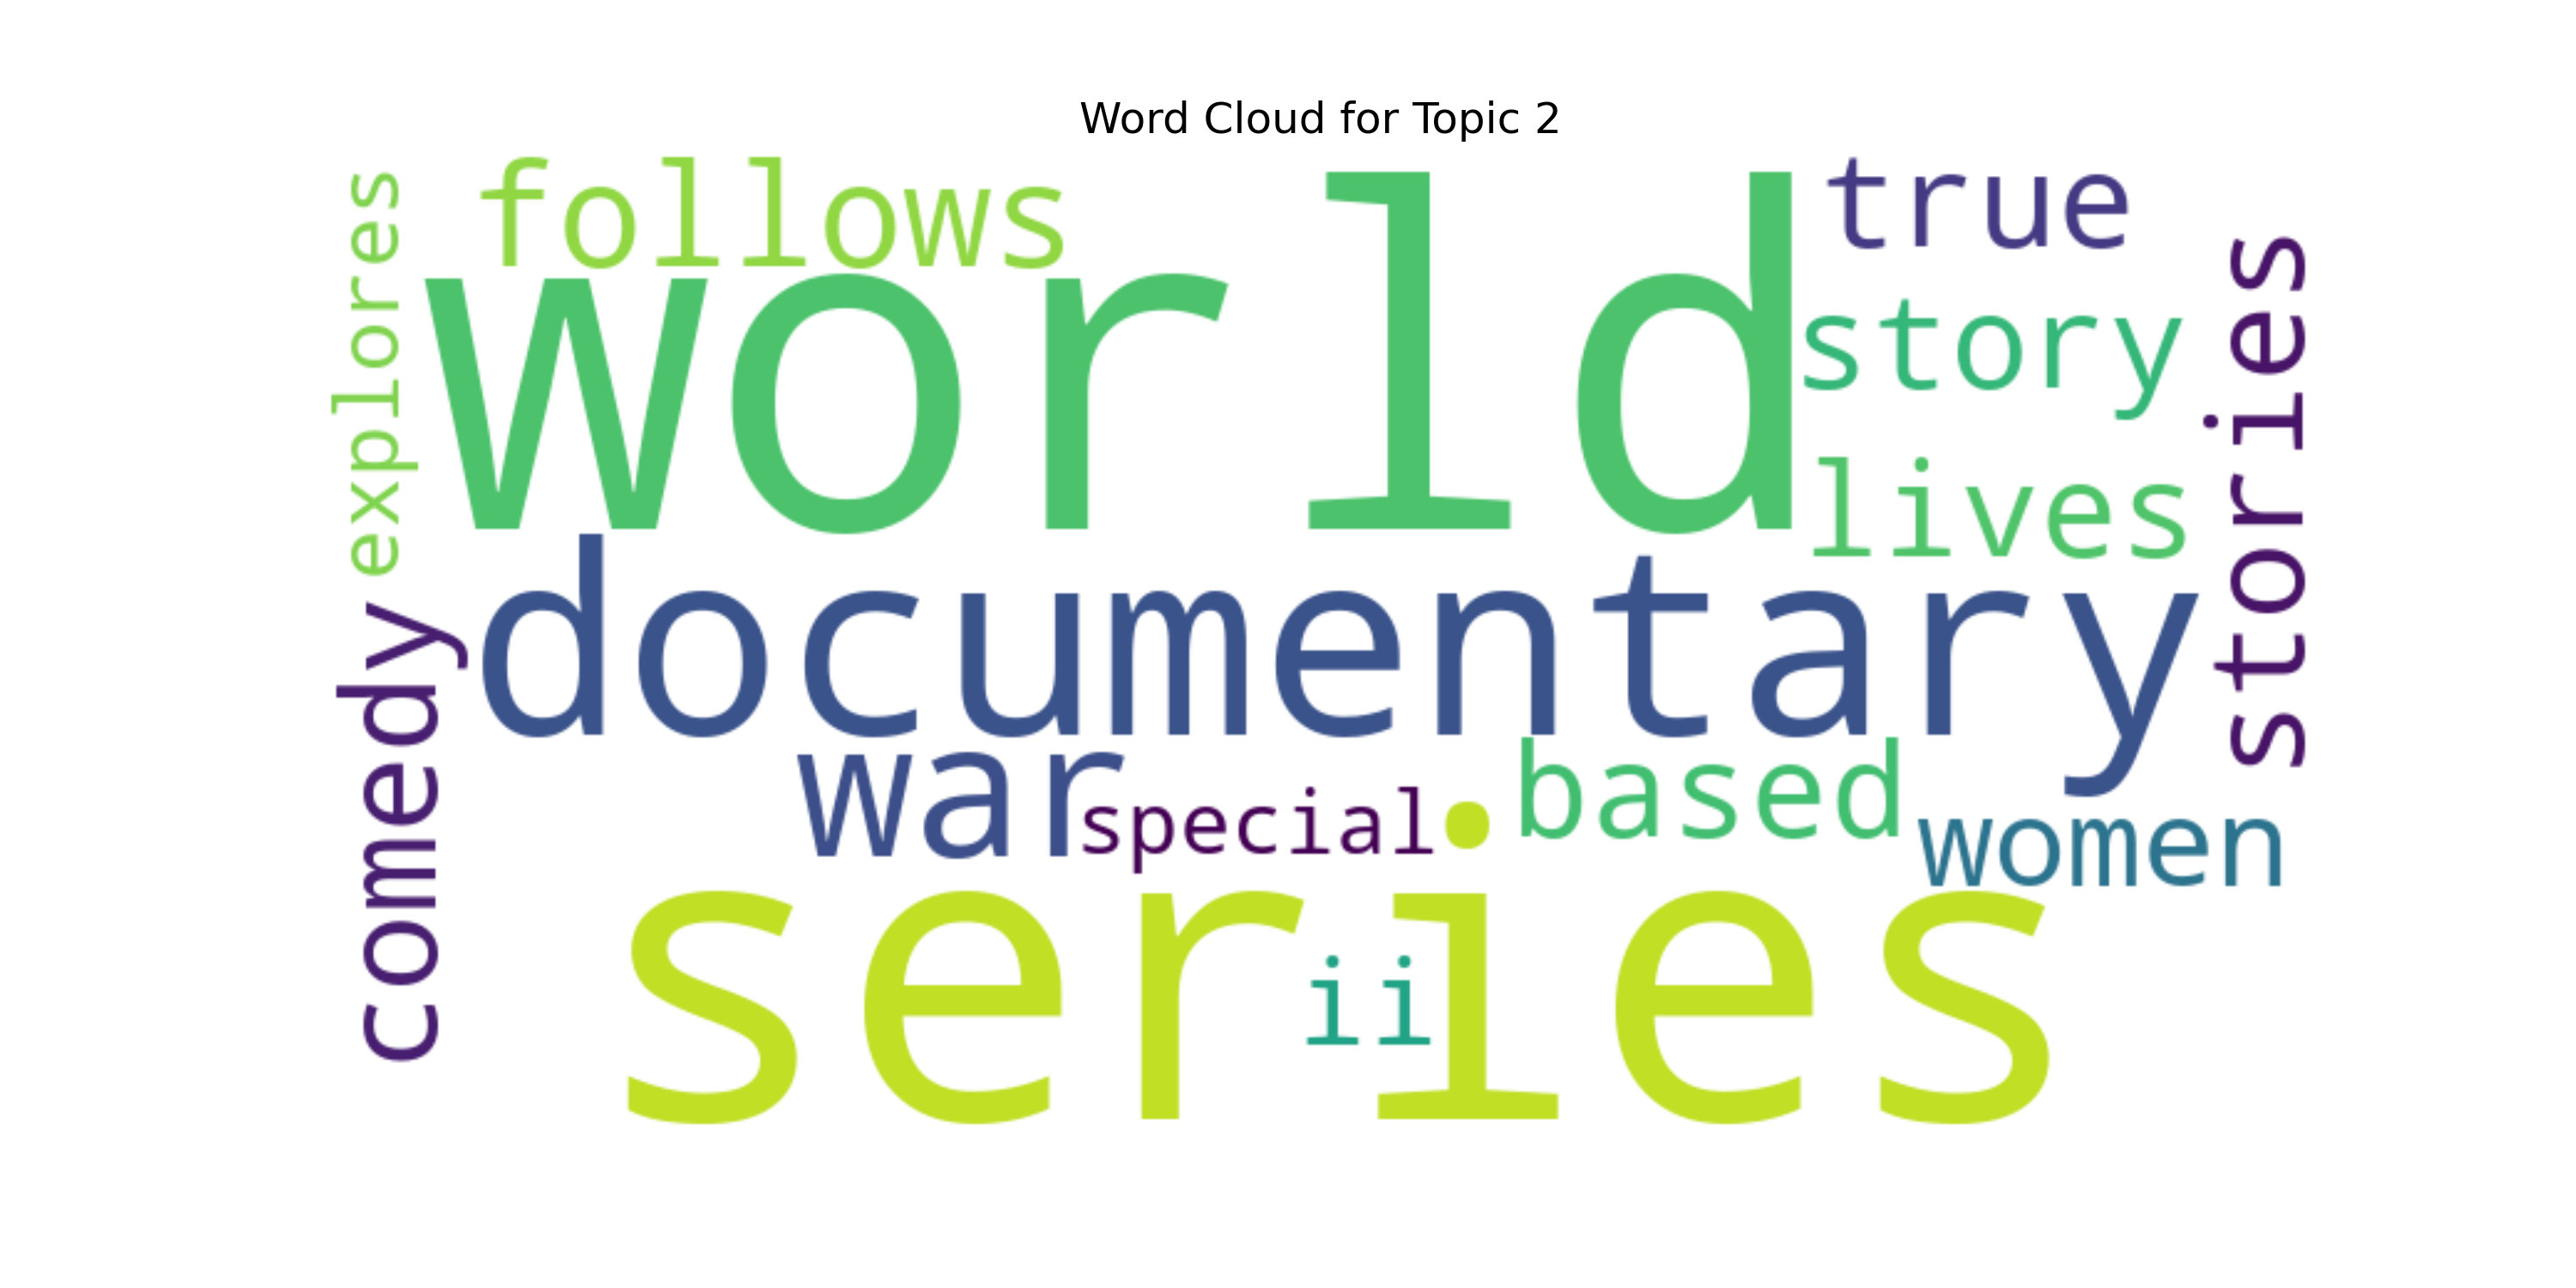 Word Cloud for Topic 2
explores
follows
world
true
story
lives
stories
comedy
documentary
war
special
based
women
series
ii